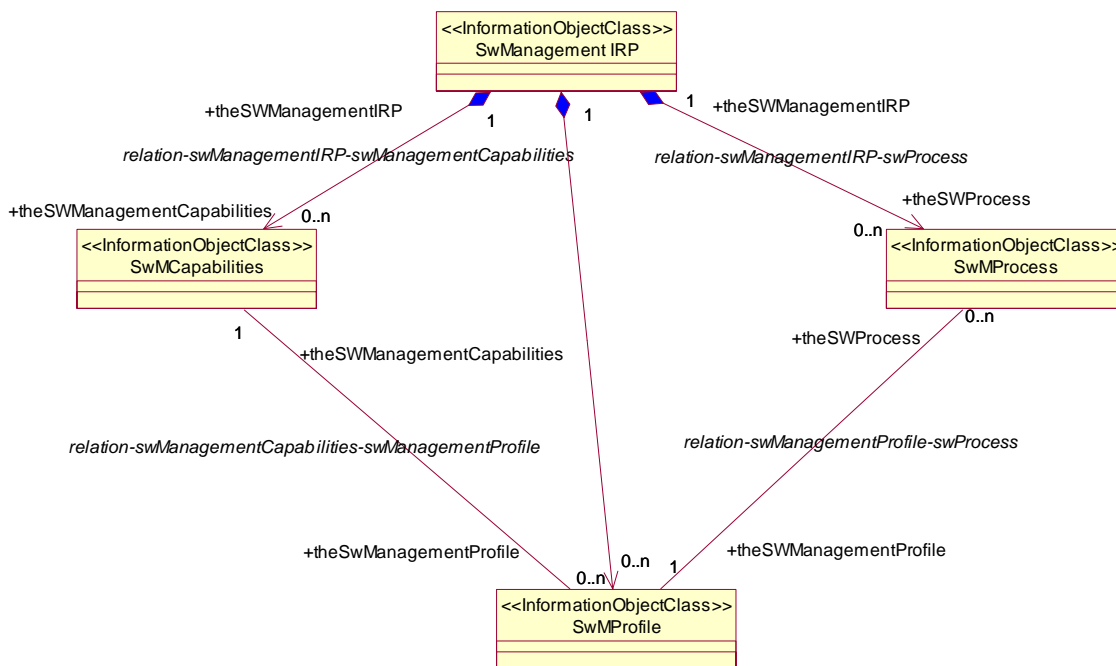 <<InformationObjectClass>>
SwManagement IRP
+theSWManagementIRP
1
1
1
+theSWManagementIRP
relation-swManagementIRP-swManagementCapabilities
relation-swManagementIRP-swProcess
+theSWManagementCapabilities
0..n
+theSWProcess
0..n
<<InformationObjectClass>>
SwMCapabilities
<<InformationObjectClass>>
SwMProcess
1
0..n
+theSWManagementCapabilities
+theSWProcess
relation-swManagementCapabilities-swManagementProfile
relation-swManagementProfile-swProcess
+theSwManagementProfile
0..n
0..n
1
+theSWManagementProfile
<<InformationObjectClass>>
SwMProfile